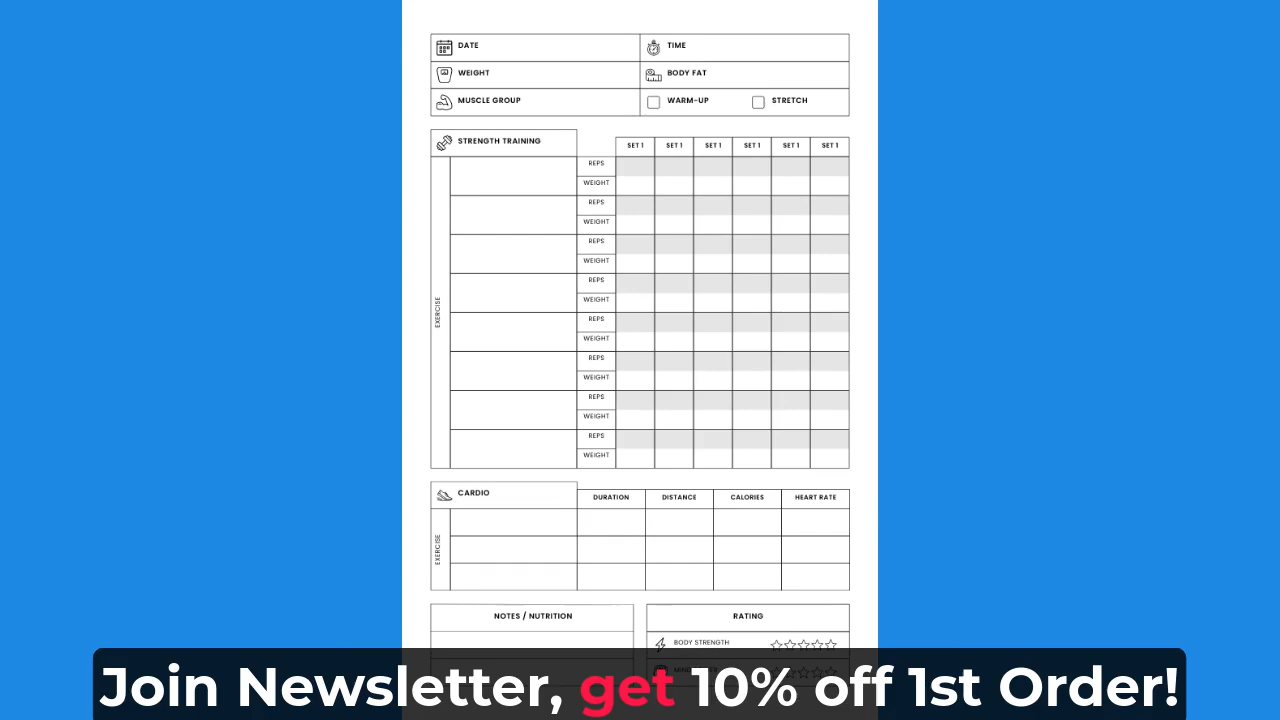 DATE
TIME
WEIGHT
BODY FAT
MUSCLE GROUP
WARM-UP
STRETCH
STRENGTH TRAINING
SET 1 SET 1 SET 1 SET 1 SET 1 SET 1
EXERCISE
REPS
WEIGHT
REPS
WEIGHT
REPS
WEIGHT
REPS
WEIGHT
REPS
WEIGHT
REPS
WEIGHT
REPS
WEIGHT
REPS
WEIGHT
CARDIO
DURATION DISTANCE CALORIES HEART RATE
EXERCISE
NOTES / NUTRITION
RATING
BODY STRENGTH
Join Newsletter, get 10% off 1st Order!